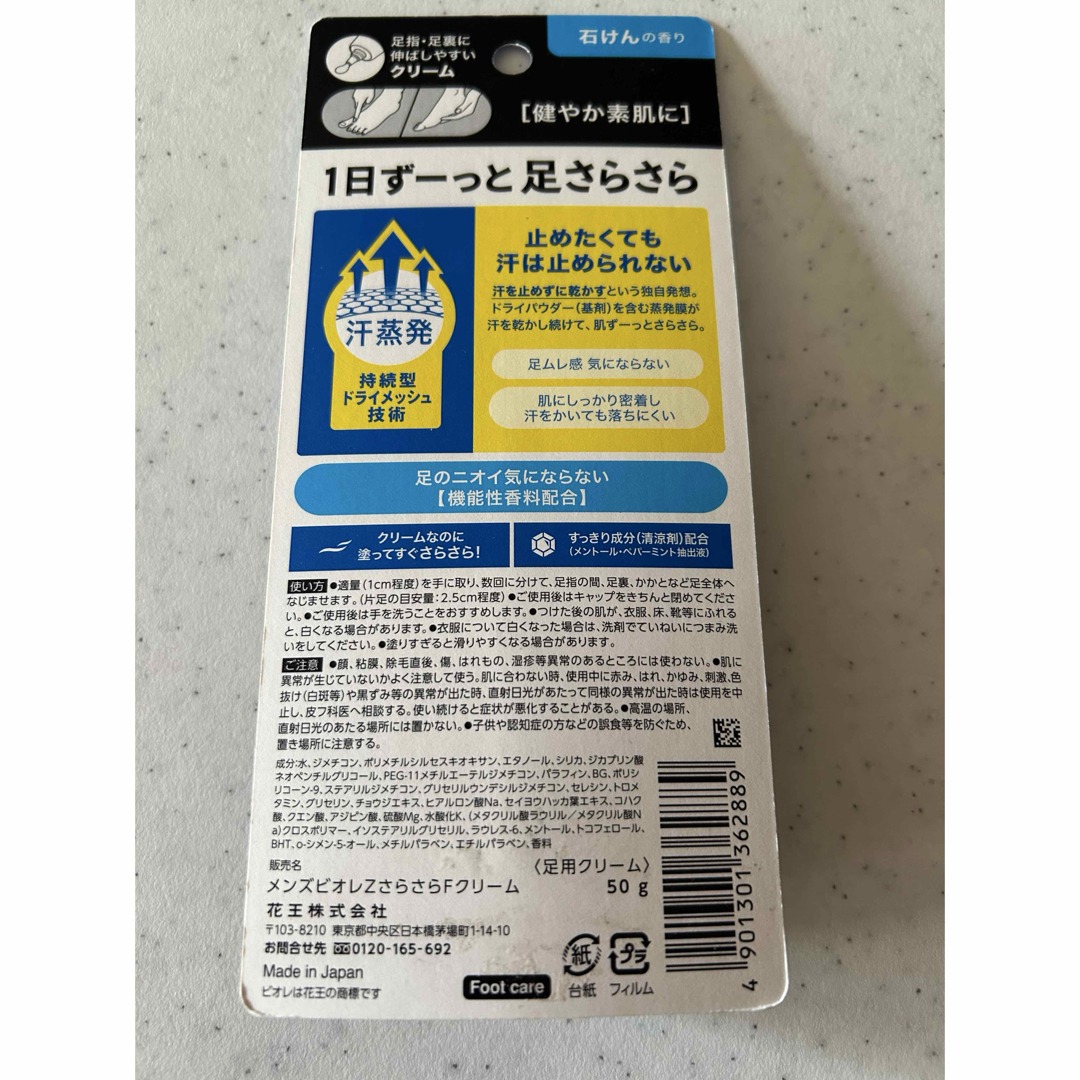 足指・足裏に
伸ばしやすい
クリーム
石けんの香り
[健やか素肌に]
1日ずーっと 足さらさら
汗蒸発
持続型
ドライメッシュ
技術
止めたくても
汗は止められない
汗を止めずに乾かすという独自発想。
ドライパウダー(基剤)を含む蒸発膜が
汗を乾かし続けて、肌ずーっとさらさら。
足ムレ感 気にならない
肌にしっかり密着し
汗をかいても落ちにくい
足のニオイ気にならない
【機能性香料配合】
クリームなのに
塗ってすぐさらさら!
すっきり成分(清涼剤)配合
(メントール・ペパーミント抽出液)
使い方 ●適量(1cm程度)を手に取り、数回に分けて、足指の間、足裏、かかとなど足全体へ
なじませます。(片足の目安量:2.5cm程度)●ご使用後はキャップをきちんと閉めてくださ
い。●ご使用後は手を洗うことをおすすめします。●つけた後の肌が、衣服、床、靴等にふれる
と、白くなる場合があります。●衣服について白くなった場合は、洗剤でていねいにつまみ洗
いをしてください。●塗りすぎると滑りやすくなる場合があります。
ご注意 ●顔、粘膜、除毛直後、傷、はれもの、湿疹等異常のあるところには使わない。●肌に
異常が生じていないかよく注意して使う。肌に合わない時、使用中に赤み、はれ、かゆみ、刺激、色
抜け(白斑等)や黒ずみ等の異常が出た時、直射日光があたって同様の異常が出た時は使用を中
止し、皮フ科医へ相談する。使い続けると症状が悪化することがある。●高温の場所、
直射日光のあたる場所には置かない。●子供や認知症の方などの誤食等を防ぐため、
置き場所に注意する。
成分:水、ジメチコン、ポリメチルシルセスキオキサン、エタノール、シリカ、ジカプリン酸
ネオペンチルグリコール、PEG-11メチルエーテルジメチコン、パラフィン、BG、ポリシ
リコーン-9、ステアリルジメチコン、グリセリルウンデシルジメチコン、セレシン、トロメ
タミン、グリセリン、チョウジエキス、ヒアルロン酸Na、セイヨウハッカ葉エキス、コハク
酸、クエン酸、アジピン酸、硫酸Mg、水酸化K、(メタクリル酸ラウリル/メタクリル酸N
a)クロスポリマー、イソステアリルグリセリル、ラウレス-6、メントール、トコフェロール、
BHT、o-シメン-5-オール、メチルパラベン、エチルパラベン、香料
販売名
〈足用クリーム〉
メンズビオレZさらさらFクリーム
50 g
花王株式会社
〒103-8210 東京都中央区日本橋茅場町1-14-10
お問合せ先 0120-165-692
Made in Japan
ビオレは花王の商標です
Foot care
紙
台紙
プラ
フィルム
4 901301 362889